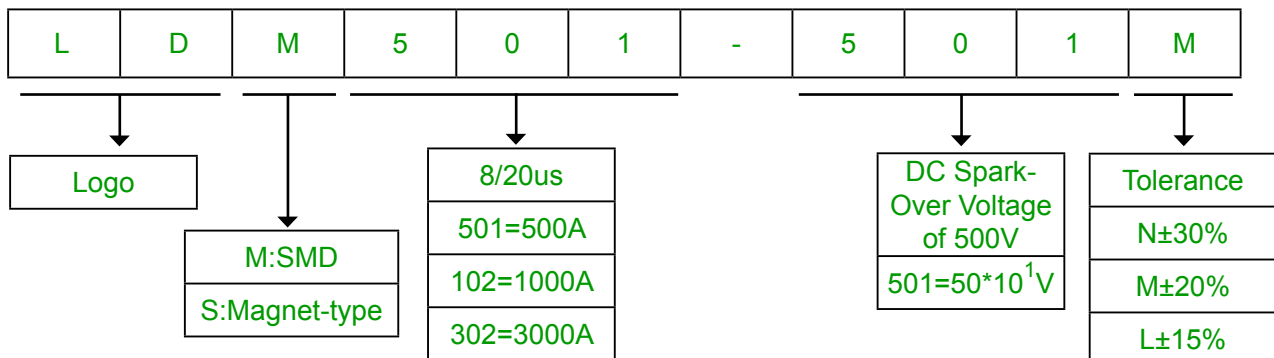 L D M 5 0 1 - 5 0 1 M
Logo
M:SMD
S:Magnet-type
8/20us
501=500A
102=1000A
302=3000A
DC Spark-
Over Voltage
of 500V
501=50*10¹V
Tolerance
N±30%
M±20%
L±15%